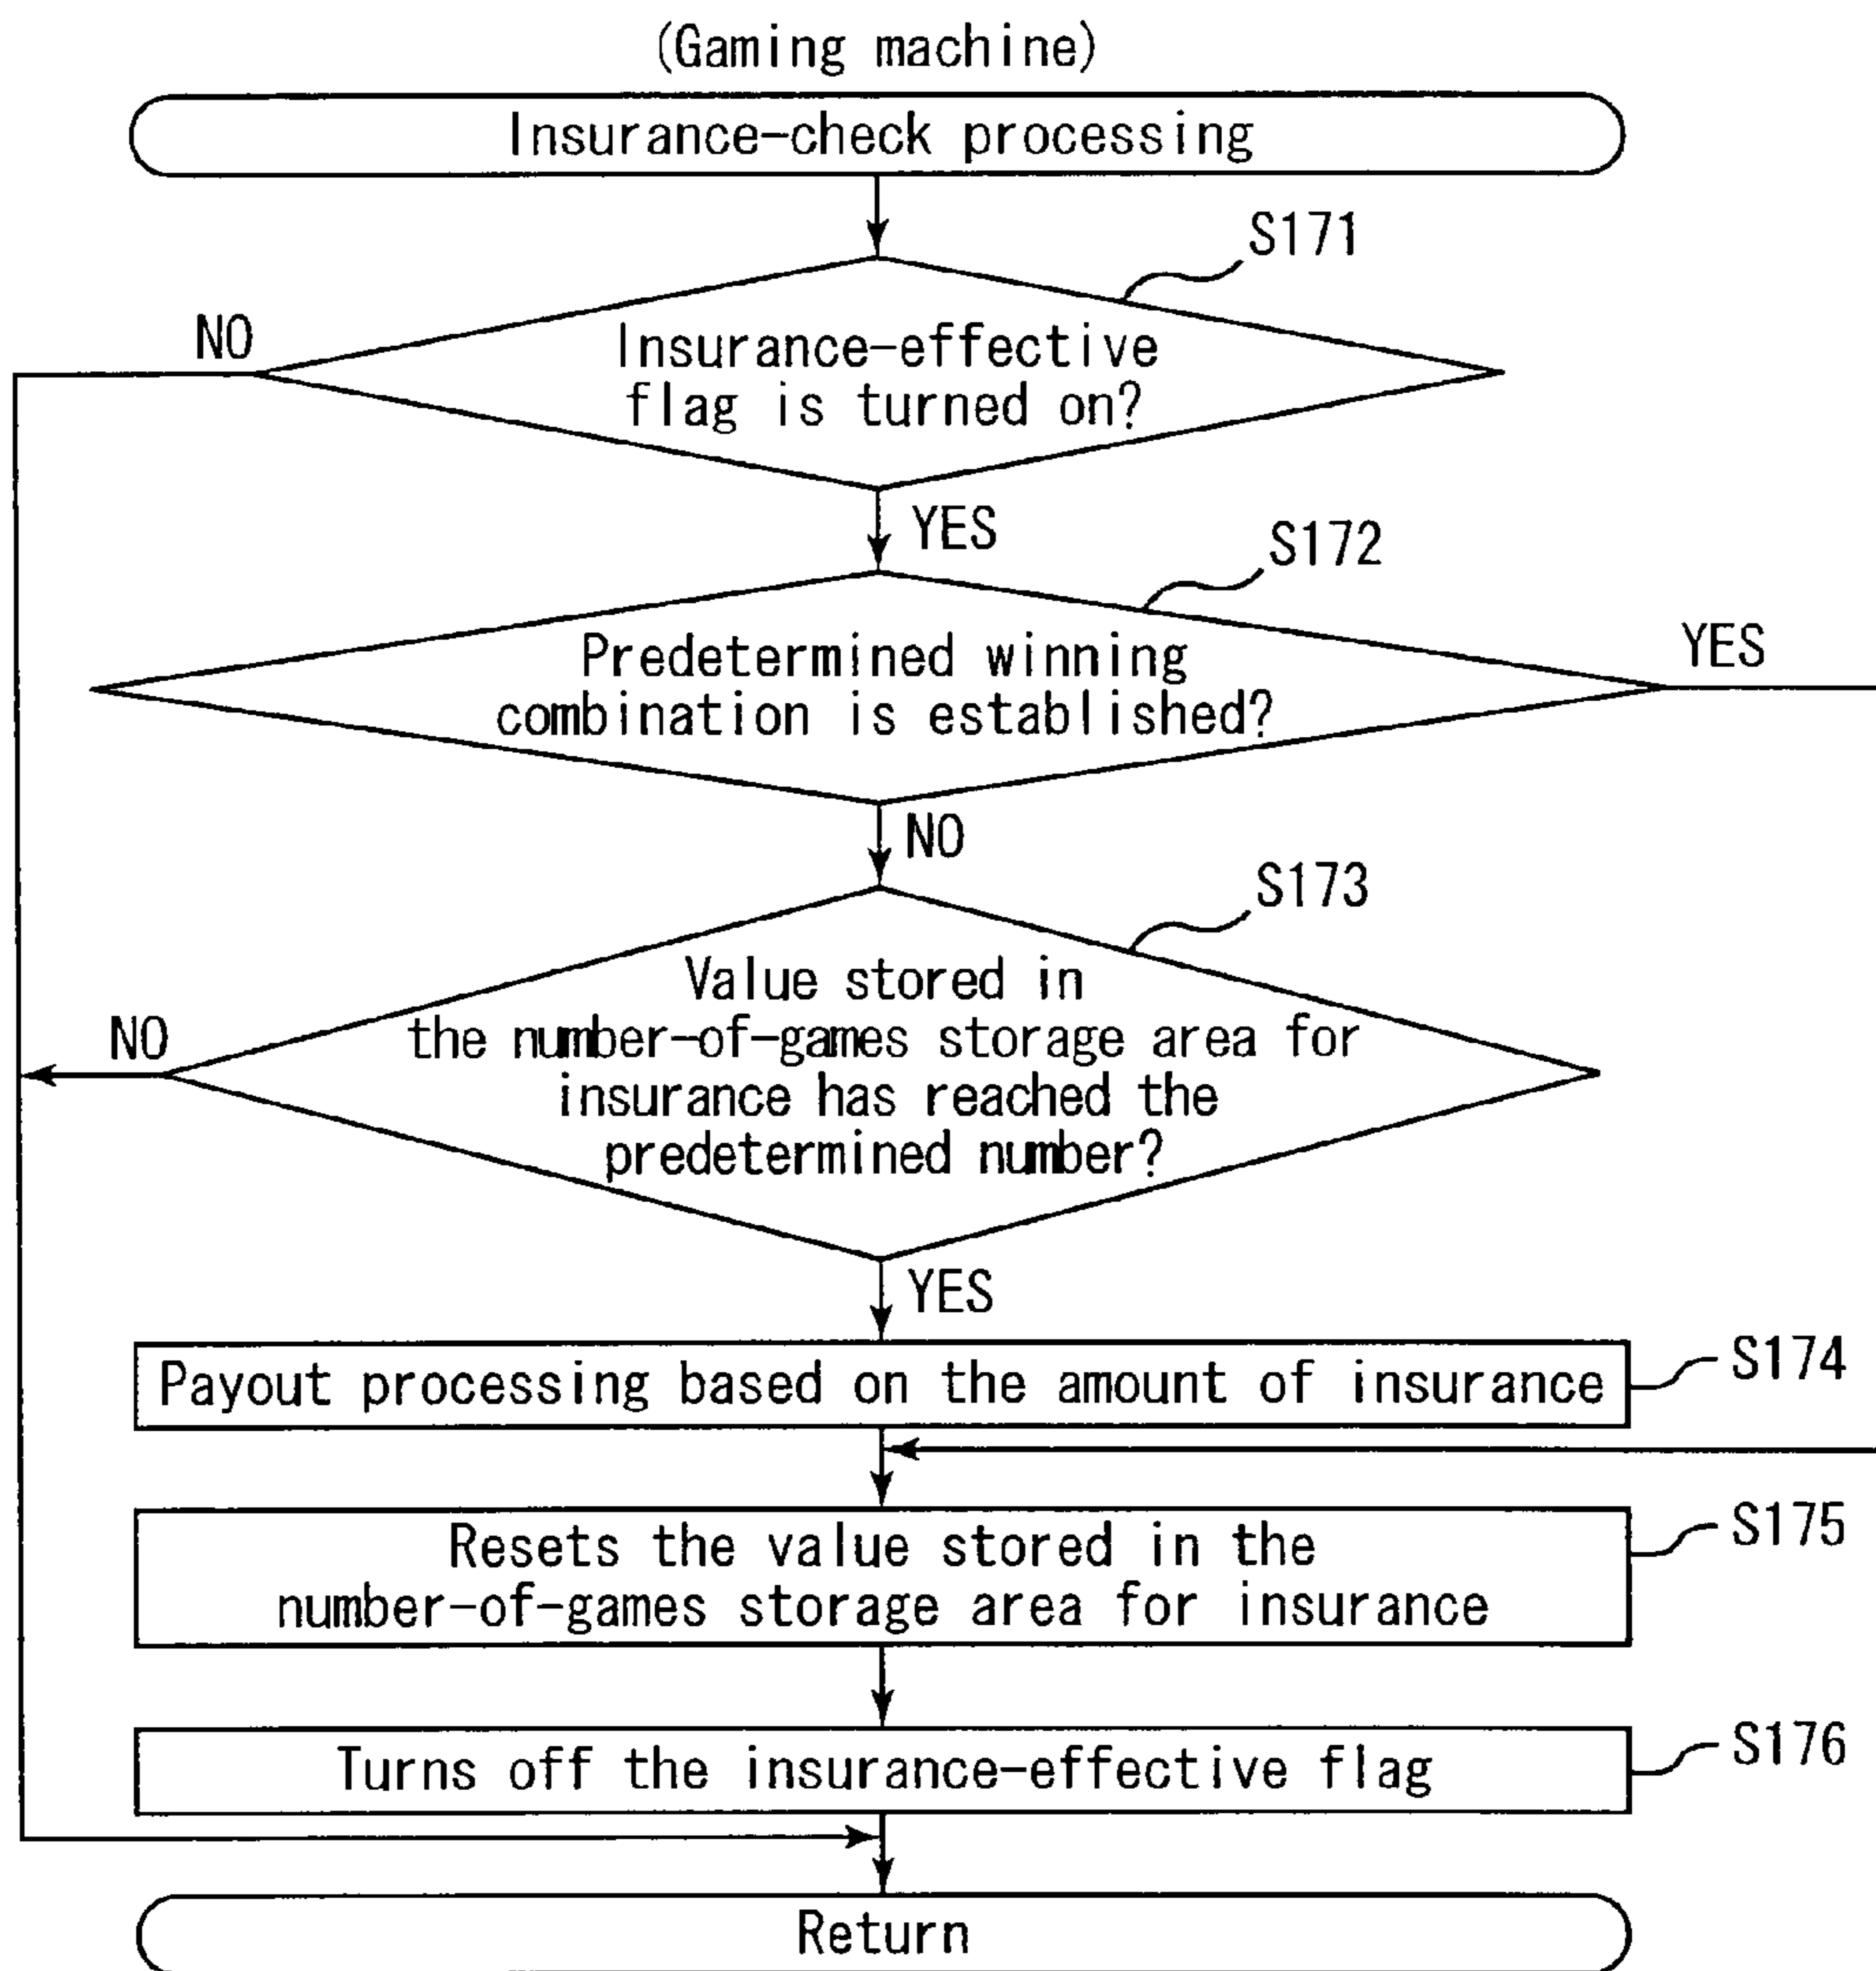 (Gaming machine)
Insurance-check processing
S171
NO
Insurance-effective
flag is turned on?
YES
S172
Predetermined winning
combination is established?
YES
NO
S173
Value stored in
the number-of-games storage area for
insurance has reached the
predetermined number?
NO
YES
Payout processing based on the amount of insurance
S174
Resets the value stored in the
number-of-games storage area for insurance
S175
Turns off the insurance-effective flag
S176
Return